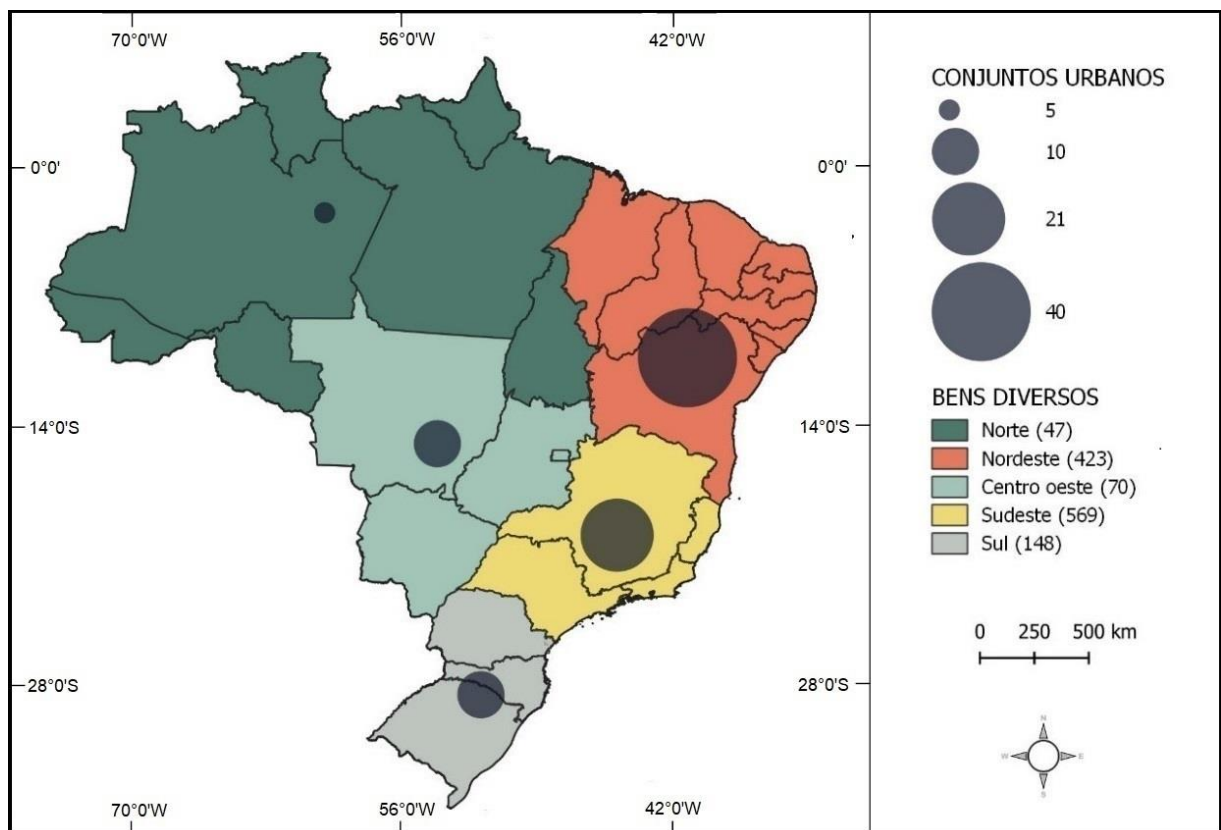 70°0'W 56°0'W 42°0'W
0°0' 0°0'
14°0'S 14°0'S
28°0'S 28°0'S
70°0'W 56°0'W 42°0'W
CONJUNTOS URBANOS
5
10
21
40
BENS DIVERSOS
Norte (47)
Nordeste (423)
Centro oeste (70)
Sudeste (569)
Sul (148)
0 250 500 km
N
W E
S